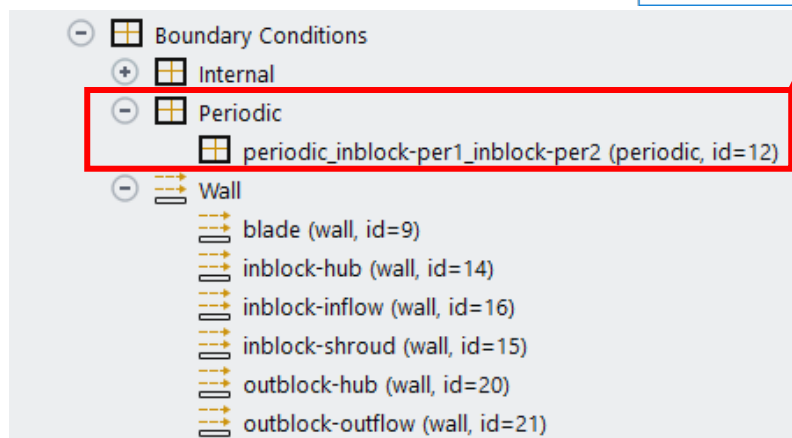 Boundary Conditions
Internal
Periodic
periodic_inblock-per1_inblock-per2 (periodic, id=12)
Wall
blade (wall, id=9)
inblock-hub (wall, id=14)
inblock-inflow (wall, id=16)
inblock-shroud (wall, id=15)
outblock-hub (wall, id=20)
outblock-outflow (wall, id=21)